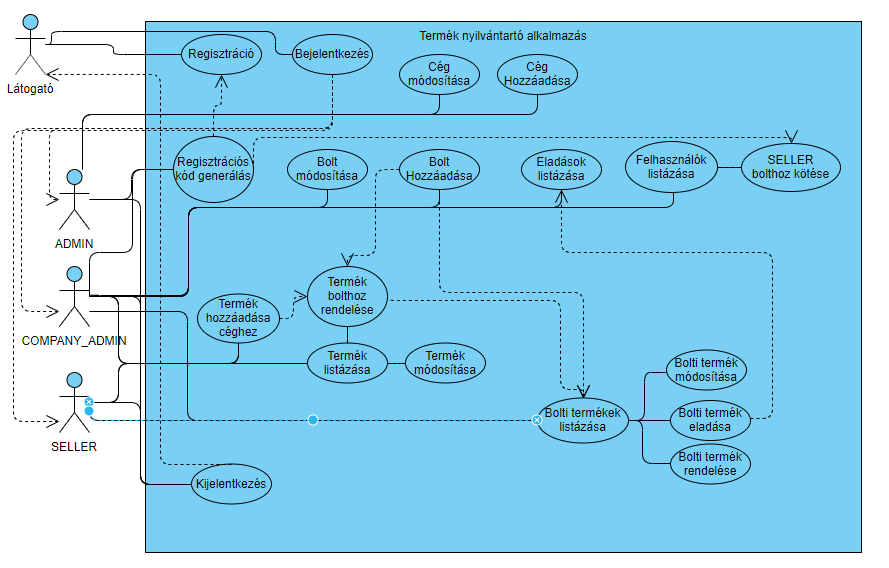 Termék nyilvántartó alkalmazás
Látogató
Regisztráció
Bejelentkezés
Cég
módosítása
Cég
Hozzáadása
Regisztrációs
kód generálás
Bolt
módosítása
Bolt
Hozzáadása
Eladások
listázása
Felhasználók
listázása
SELLER
bolthoz kötése
ADMIN
Termék
hozzáadása
céghez
Termék
bolthoz
rendelése
COMPANY_ADMIN
Termék
listázása
Termék
módosítása
Bolti termék
módosítása
Bolti termékek
listázása
Bolti termék
eladása
SELLER
Bolti termék
rendelése
Kijelentkezés